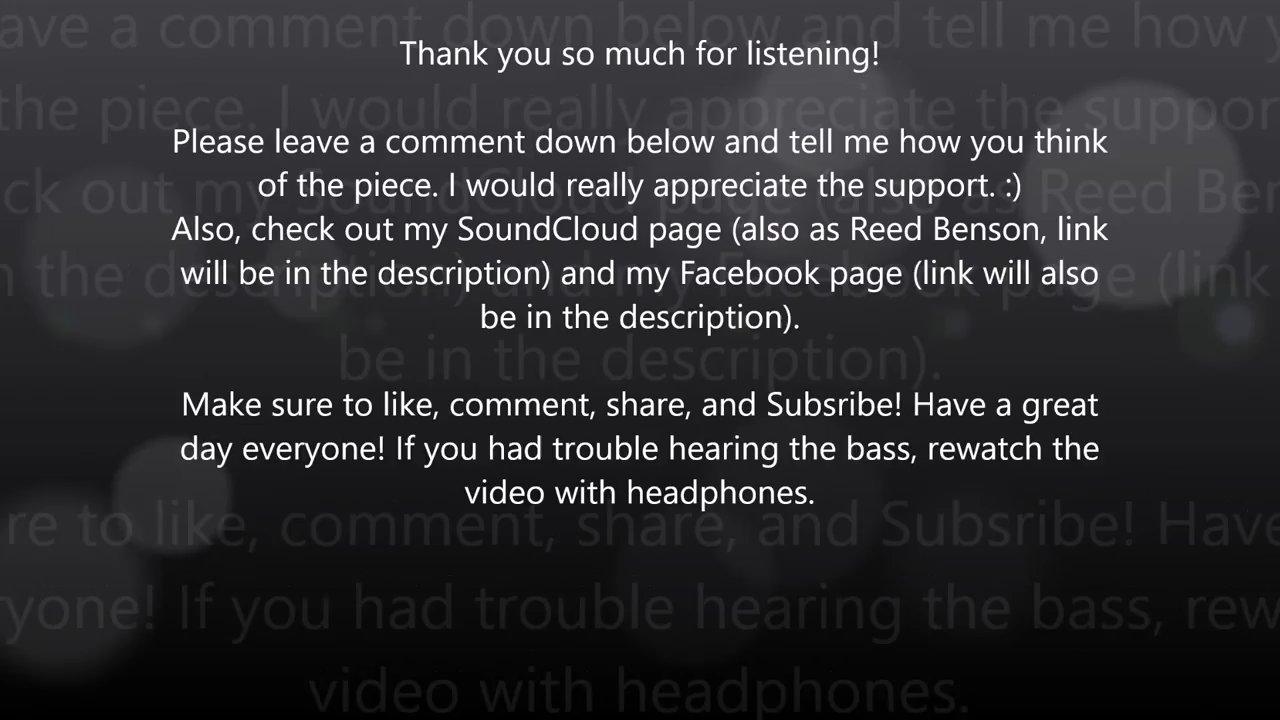 Thank you so much for listening!
Please leave a comment down below and tell me how you think
of the piece. I would really appreciate the support. :)
Also, check out my SoundCloud page (also as Reed Benson, link
will be in the description) and my Facebook page (link will also
be in the description).
Make sure to like, comment, share, and Subsribe! Have a great
day everyone! If you had trouble hearing the bass, rewatch the
video with headphones.